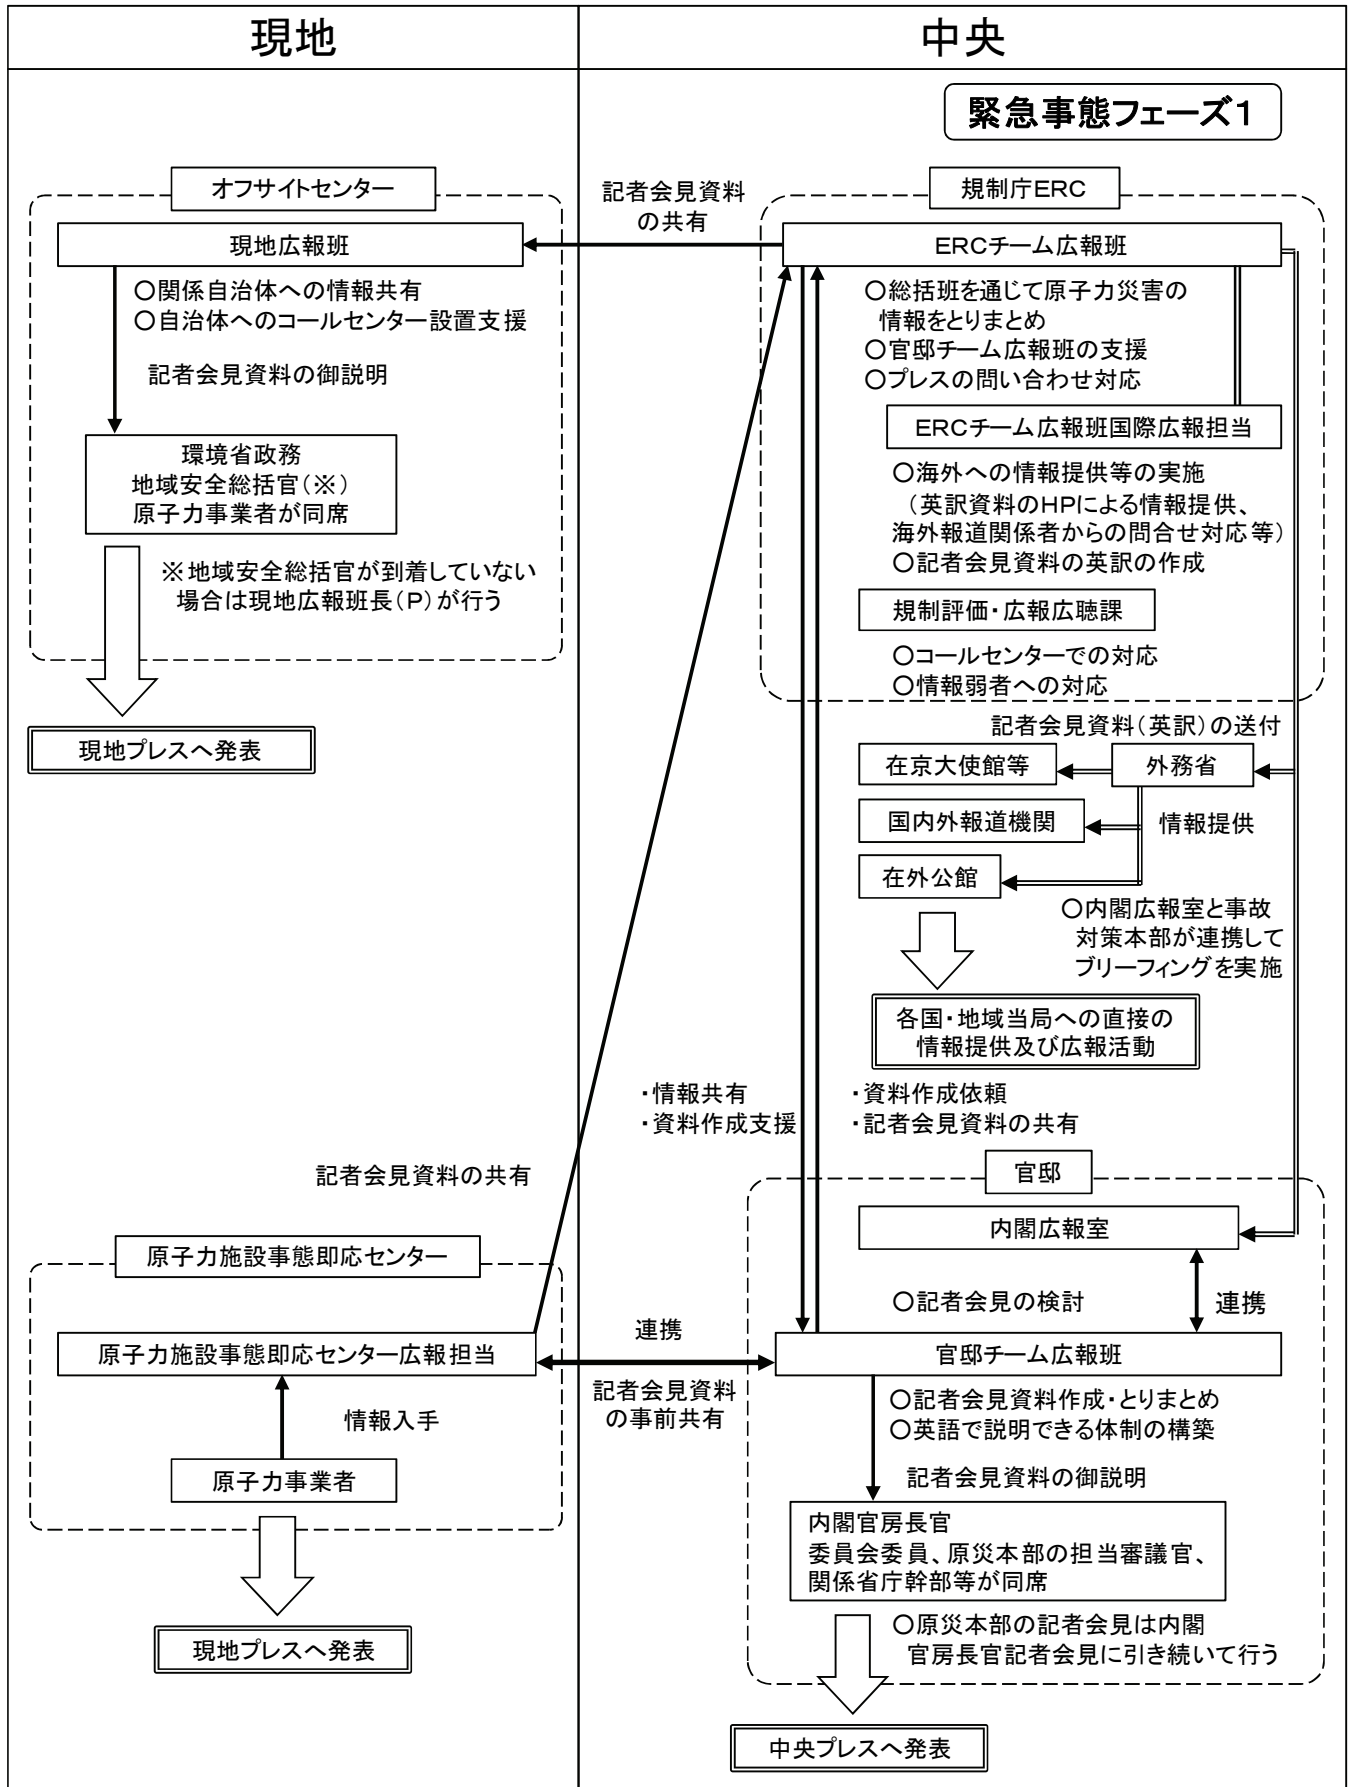 現地
中央
緊急事態フェーズ1
オフサイトセンター
現地広報班
○関係自治体への情報共有
○自治体へのコールセンター設置支援
記者会見資料の御説明
環境省政務
地域安全総括官(※)
原子力事業者が同席
※地域安全総括官が到着していない
場合は現地広報班長(P)が行う
現地プレスへ発表
記者会見資料
の共有
規制庁ERC
ERCチーム広報班
○総括班を通じて原子力災害の
情報をとりまとめ
○官邸チーム広報班の支援
○プレスの問い合わせ対応
ERCチーム広報班国際広報担当
○海外への情報提供等の実施
(英訳資料のHPによる情報提供、
海外報道関係者からの問合せ対応等)
○記者会見資料の英訳の作成
規制評価・広報広聴課
○コールセンターでの対応
○情報弱者への対応
記者会見資料(英訳)の送付
在京大使館等
外務省
国内外報道機関
情報提供
在外公館
○内閣広報室と事故
対策本部が連携して
ブリーフィングを実施
各国・地域当局への直接の
情報提供及び広報活動
・情報共有
・資料作成支援
・資料作成依頼
・記者会見資料の共有
記者会見資料の共有
官邸
内閣広報室
○記者会見の検討
連携
原子力施設事態即応センター
原子力施設事態即応センター広報担当
情報入手
原子力事業者
現地プレスへ発表
連携
記者会見資料
の事前共有
官邸チーム広報班
○記者会見資料作成・とりまとめ
○英語で説明できる体制の構築
記者会見資料の御説明
内閣官房長官
委員会委員、原災本部の担当審議官、
関係省庁幹部等が同席
○原災本部の記者会見は内閣
官房長官記者会見に引き続いて行う
中央プレスへ発表